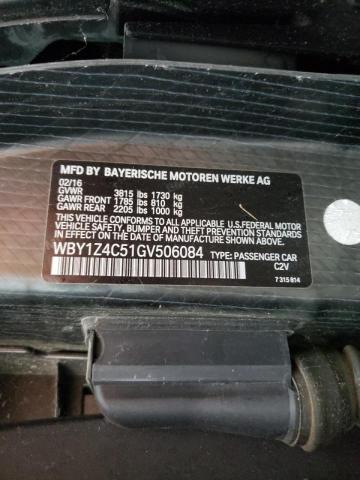 MFD BY BAYERISCHE MOTOREN WERKE AG
02/16
GVWR 3815 lbs 1730 kg
GAWR FRONT 1785 lbs 810 kg
GAWR REAR 2205 lbs 1000 kg
THIS VEHICLE CONFORMS TO ALL APPLICABLE U.S.FEDERAL MOTOR
VEHICLE SAFETY, BUMPER AND THEFT PREVENTION STANDARDS
IN EFFECT ON THE DATE OF MANUFACTURE SHOWN ABOVE.
WBY1Z4C51GV506084 TYPE: PASSENGER CAR
C2V
7 315 814